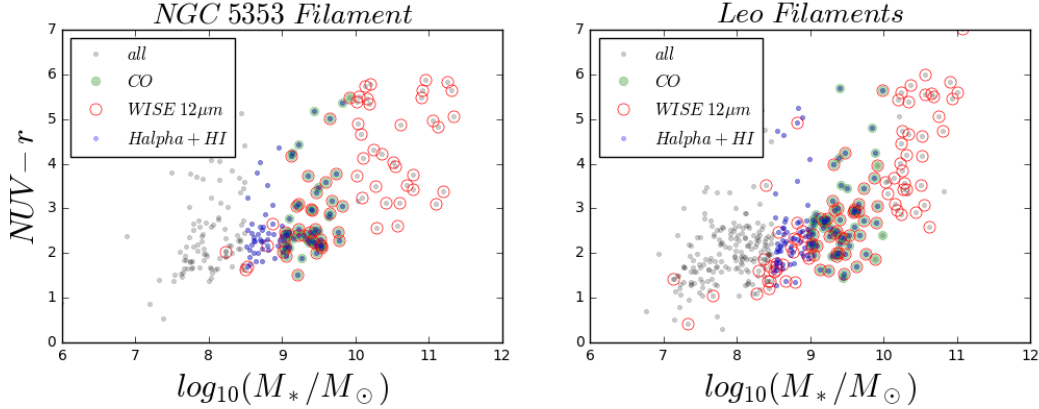 NGC 5353 Filament
Leo Filaments
7
6
5
4
3
2
1
0
NUV − r
all
CO
WISE 12μm
Halpha + HI
6
7
8
9
10
11
12
log10(M*/M⊙)
7
6
5
4
3
2
1
0
all
CO
WISE 12μm
Halpha + HI
6
7
8
9
10
11
12
log10(M*/M⊙)